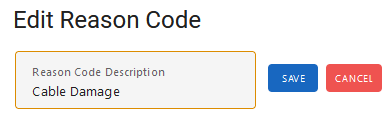 Edit Reason Code
Reason Code Description
Cable Damage
SAVE CANCEL